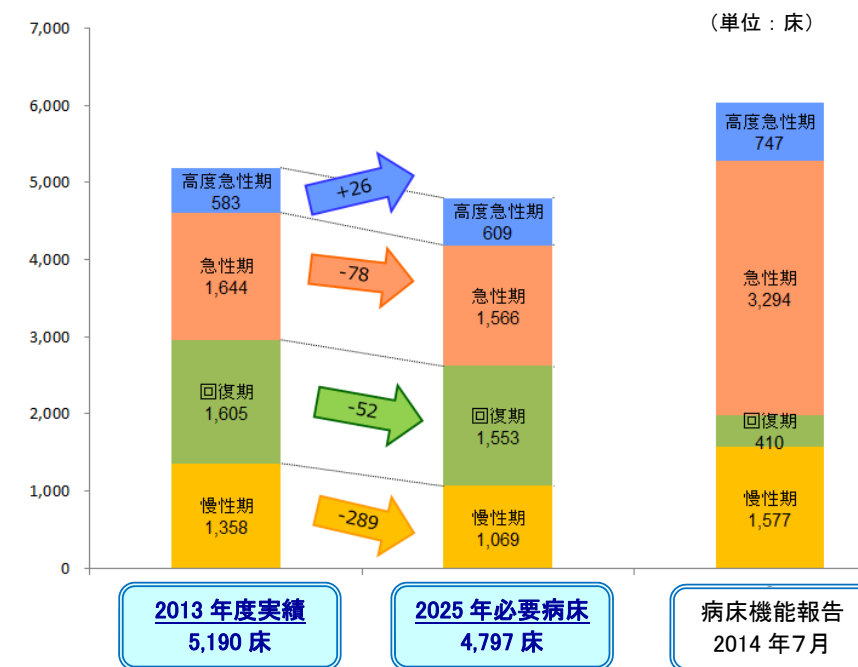 （単位：床）
7,000
6,000
5,000
4,000
3,000
2,000
1,000
0
高度急性期
583
急性期
1,644
回復期
1,605
慢性期
1,358
+26
-78
-52
-289
高度急性期
609
急性期
1,566
回復期
1,553
慢性期
1,069
高度急性期
747
急性期
3,294
回復期
410
慢性期
1,577
2013 年度実績
5,190 床
2025 年必要病床
4,797 床
病床機能報告
2014 年７月